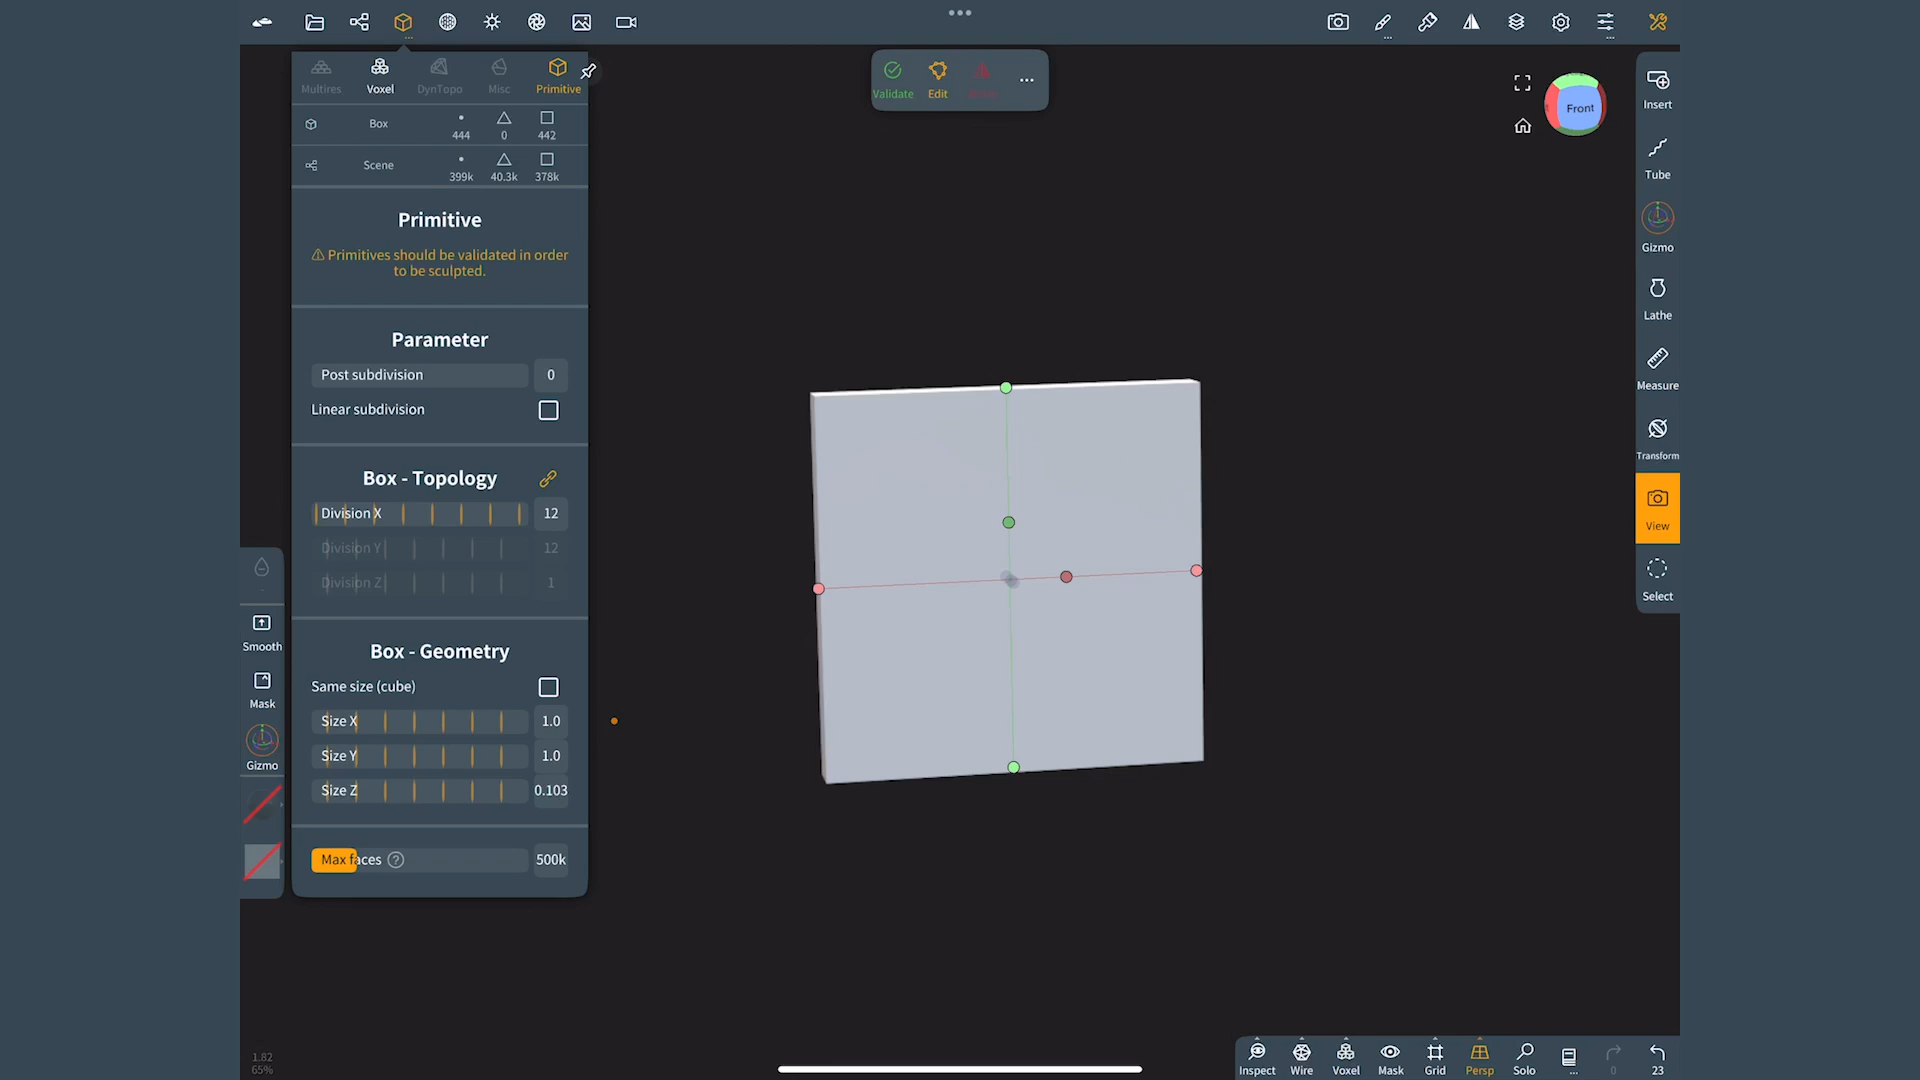 Multires Voxel DynTopo Misc Primitive
Box 444 0 442
Scene 399k 40.3k 378k
Primitive
Primitives should be validated in order
to be sculpted.
Parameter
Post subdivision 0
Linear subdivision
Box - Topology
Division X 12
Division Y 12
Division Z 1
Box - Geometry
Same size (cube)
Size X 1.0
Size Y 1.0
Size Z 0.103
Max faces ? 500k
Smooth
Mask
Gizmo
1.82
65%
Validate Edit
Front
Insert
Tube
Gizmo
Lathe
Measure
Transform
View
Select
Inspect Wire Voxel Mask Grid Persp Solo ... 0 23